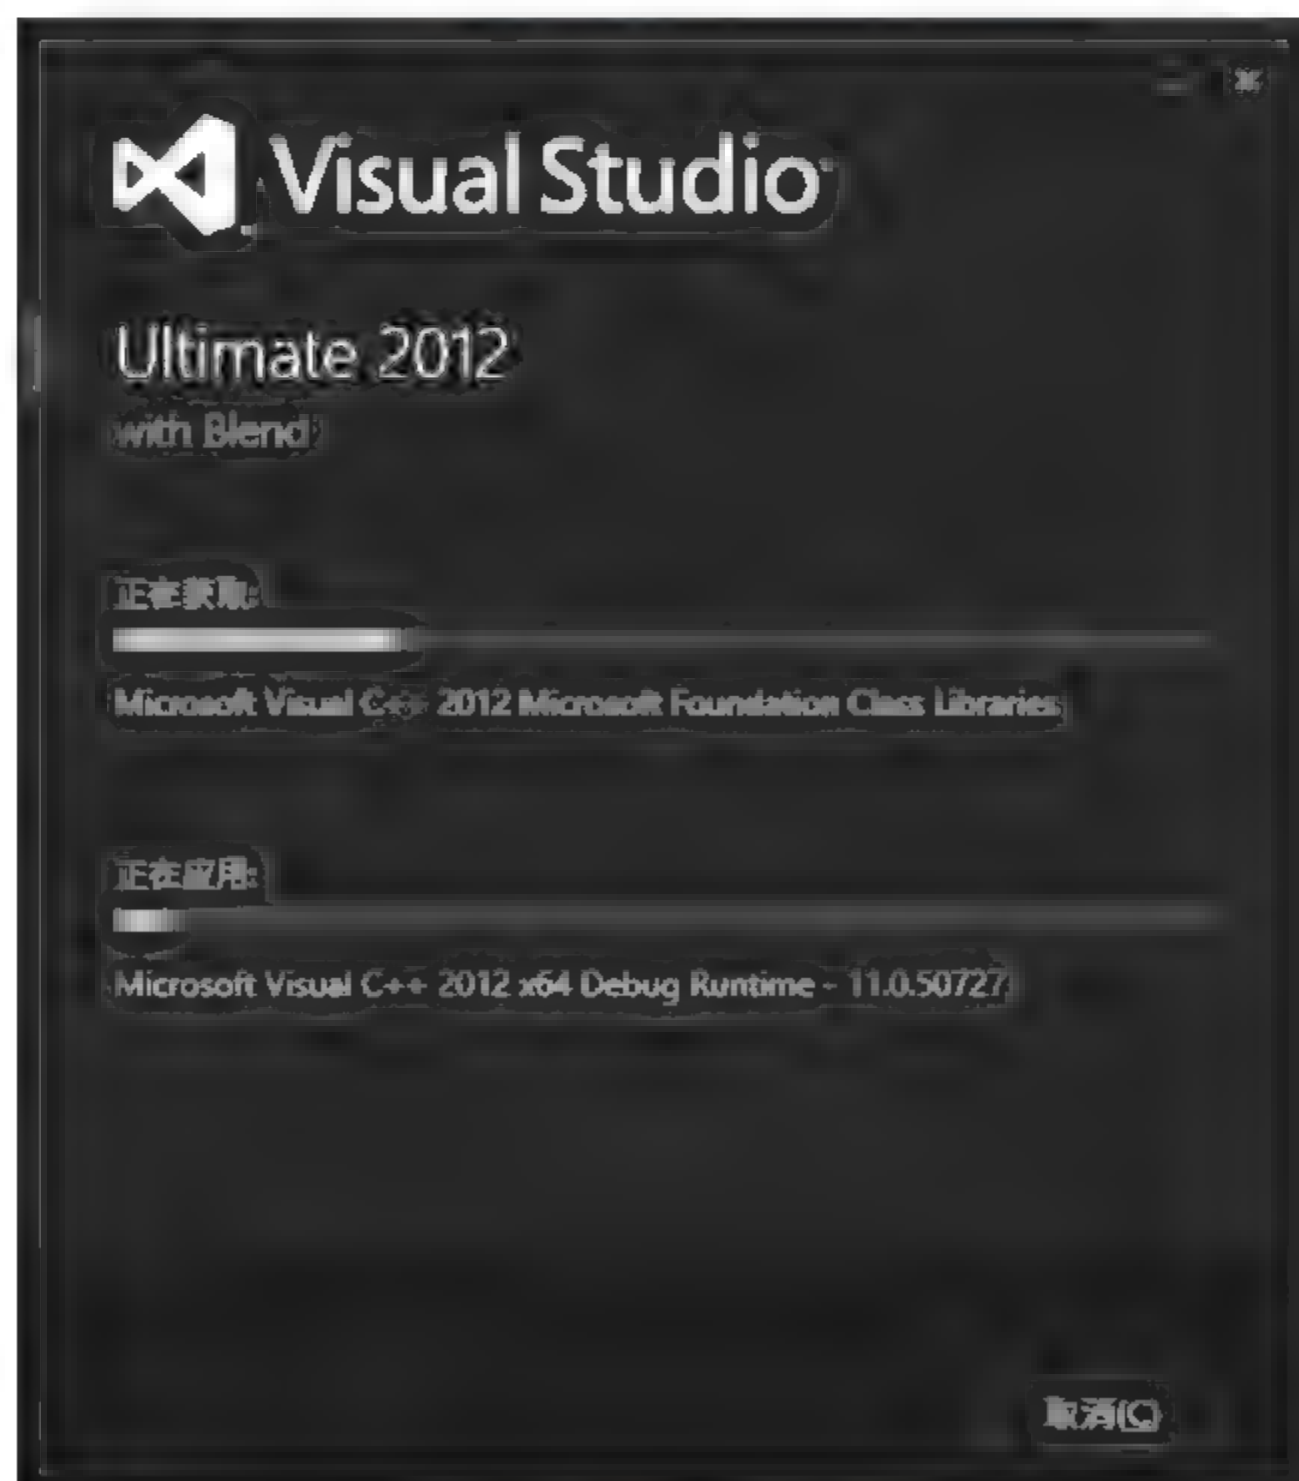 Visual Studio
Ultimate 2012
with Blend
正在获取:
Microsoft Visual C++ 2012 Microsoft Foundation Class Libraries
正在应用:
Microsoft Visual C++ 2012 x64 Debug Runtime - 11.0.50727
取消(C)